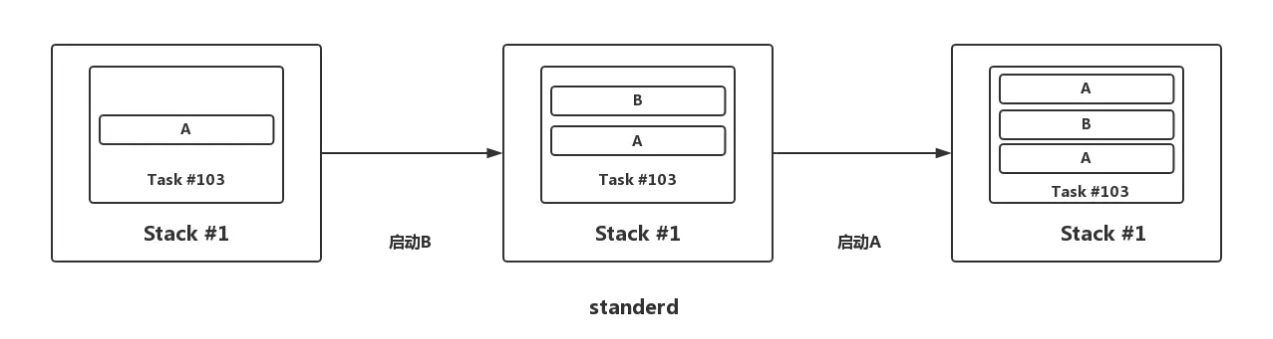 A
Task #103
Stack #1
启动B
B
A
Task #103
Stack #1
启动A
A
B
A
Task #103
Stack #1
standerd